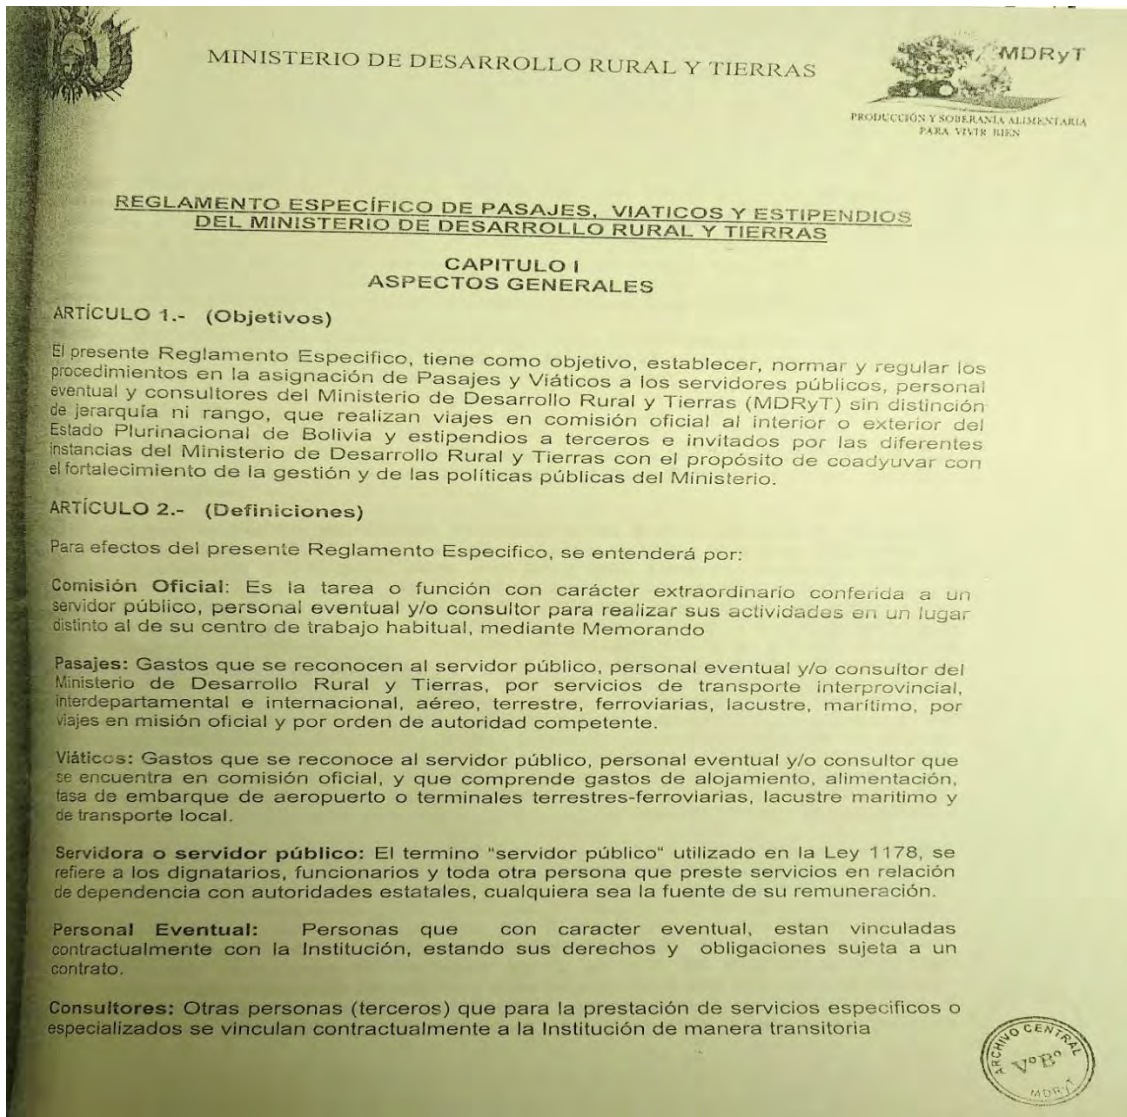 MINISTERIO DE DESARROLLO RURAL Y TIERRAS
MDRyT
PRODUCCIÓN Y SOBERANÍA ALIMENTARIA
PARA VIVIR BIEN
REGLAMENTO ESPECÍFICO DE PASAJES, VIATICOS Y ESTIPENDIOS
DEL MINISTERIO DE DESARROLLO RURAL Y TIERRAS
CAPITULO I
ASPECTOS GENERALES
ARTÍCULO 1.- (Objetivos)
El presente Reglamento Especifico, tiene como objetivo, establecer, normar y regular los
procedimientos en la asignación de Pasajes y Viáticos a los servidores públicos, personal
eventual y consultores del Ministerio de Desarrollo Rural y Tierras (MDRyT) sin distinción
de jerarquía ni rango, que realizan viajes en comisión oficial al interior o exterior del
Estado Plurinacional de Bolivia y estipendios a terceros e invitados por las diferentes
instancias del Ministerio de Desarrollo Rural y Tierras con el propósito de coadyuvar con
el fortalecimiento de la gestión y de las políticas públicas del Ministerio.
ARTÍCULO 2.- (Definiciones)
Para efectos del presente Reglamento Especifico, se entenderá por:
Comisión Oficial: Es la tarea o función con carácter extraordinario conferida a un
servidor público, personal eventual y/o consultor para realizar sus actividades en un lugar
distinto al de su centro de trabajo habitual, mediante Memorando
Pasajes: Gastos que se reconocen al servidor público, personal eventual y/o consultor del
Ministerio de Desarrollo Rural y Tierras, por servicios de transporte interprovincial,
interdepartamental e internacional, aéreo, terrestre, ferroviarias, lacustre, marítimo, por
viajes en misión oficial y por orden de autoridad competente.
Viáticos: Gastos que se reconoce al servidor público, personal eventual y/o consultor que
se encuentra en comisión oficial, y que comprende gastos de alojamiento, alimentación,
tasa de embarque de aeropuerto o terminales terrestres-ferroviarias, lacustre maritimo y
de transporte local.
Servidora o servidor público: El termino "servidor público" utilizado en la Ley 1178, se
refiere a los dignatarios, funcionarios y toda otra persona que preste servicios en relación
de dependencia con autoridades estatales, cualquiera sea la fuente de su remuneración.
Personal Eventual: Personas que con caracter eventual, estan vinculadas
contractualmente con la Institución, estando sus derechos y obligaciones sujeta a un
contrato.
Consultores: Otras personas (terceros) que para la prestación de servicios especificos o
especializados se vinculan contractualmente a la Institución de manera transitoria
ARCHIVO CENTRAL
VºBº
MDRyT